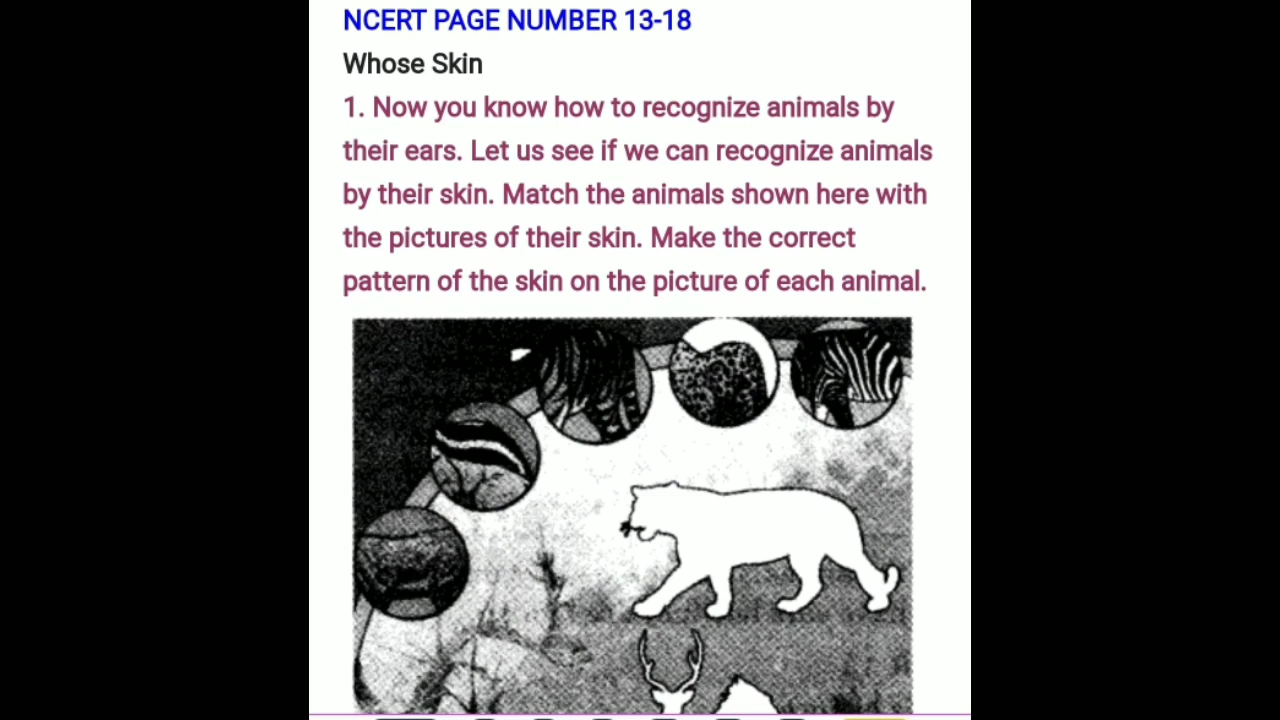 NCERT PAGE NUMBER 13-18
Whose Skin
1. Now you know how to recognize animals by
their ears. Let us see if we can recognize animals
by their skin. Match the animals shown here with
the pictures of their skin. Make the correct
pattern of the skin on the picture of each animal.